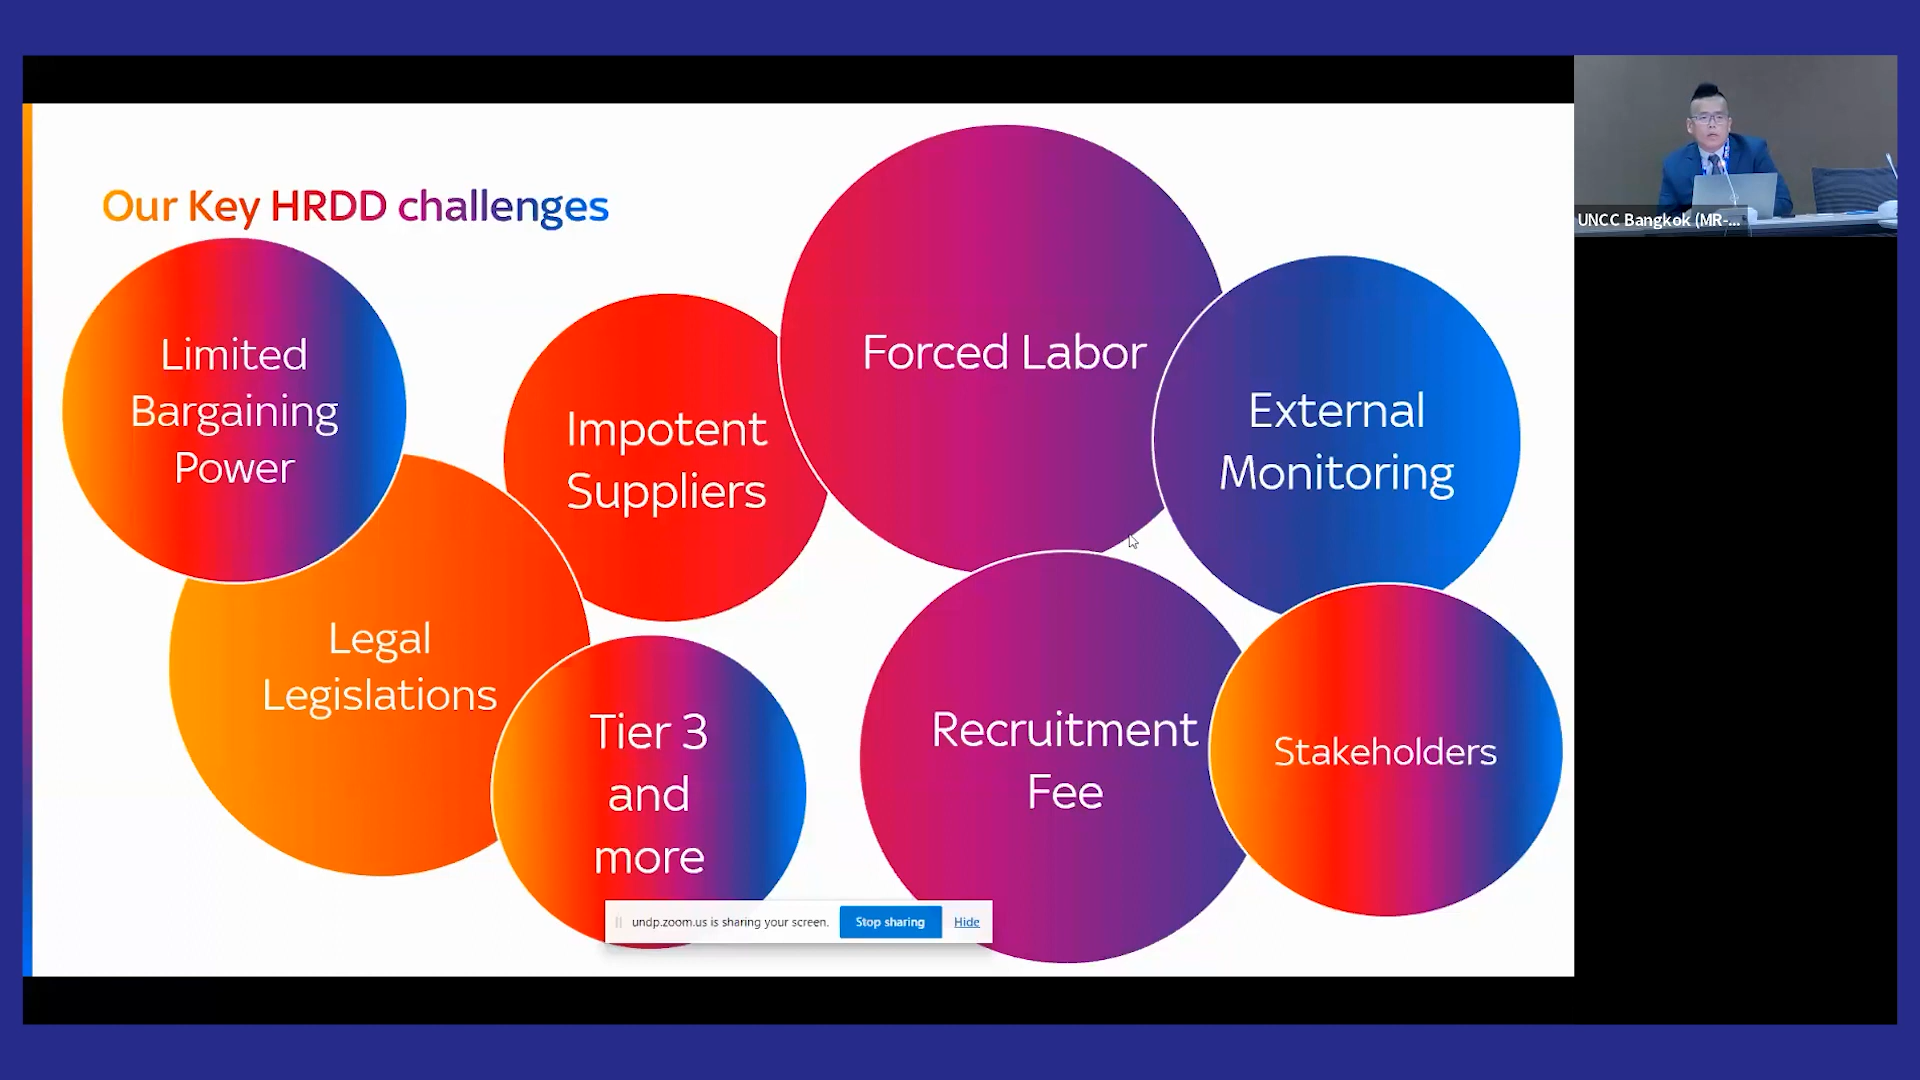 Our Key HRDD challenges
Limited
Bargaining
Power
Legal
Legislations
Impotent
Suppliers
Tier 3
and
more
Forced Labor
External
Monitoring
Recruitment
Fee
Stakeholders
undp.zoom.us is sharing your screen.
Stop sharing
Hide
UNCC Bangkok (MR-...